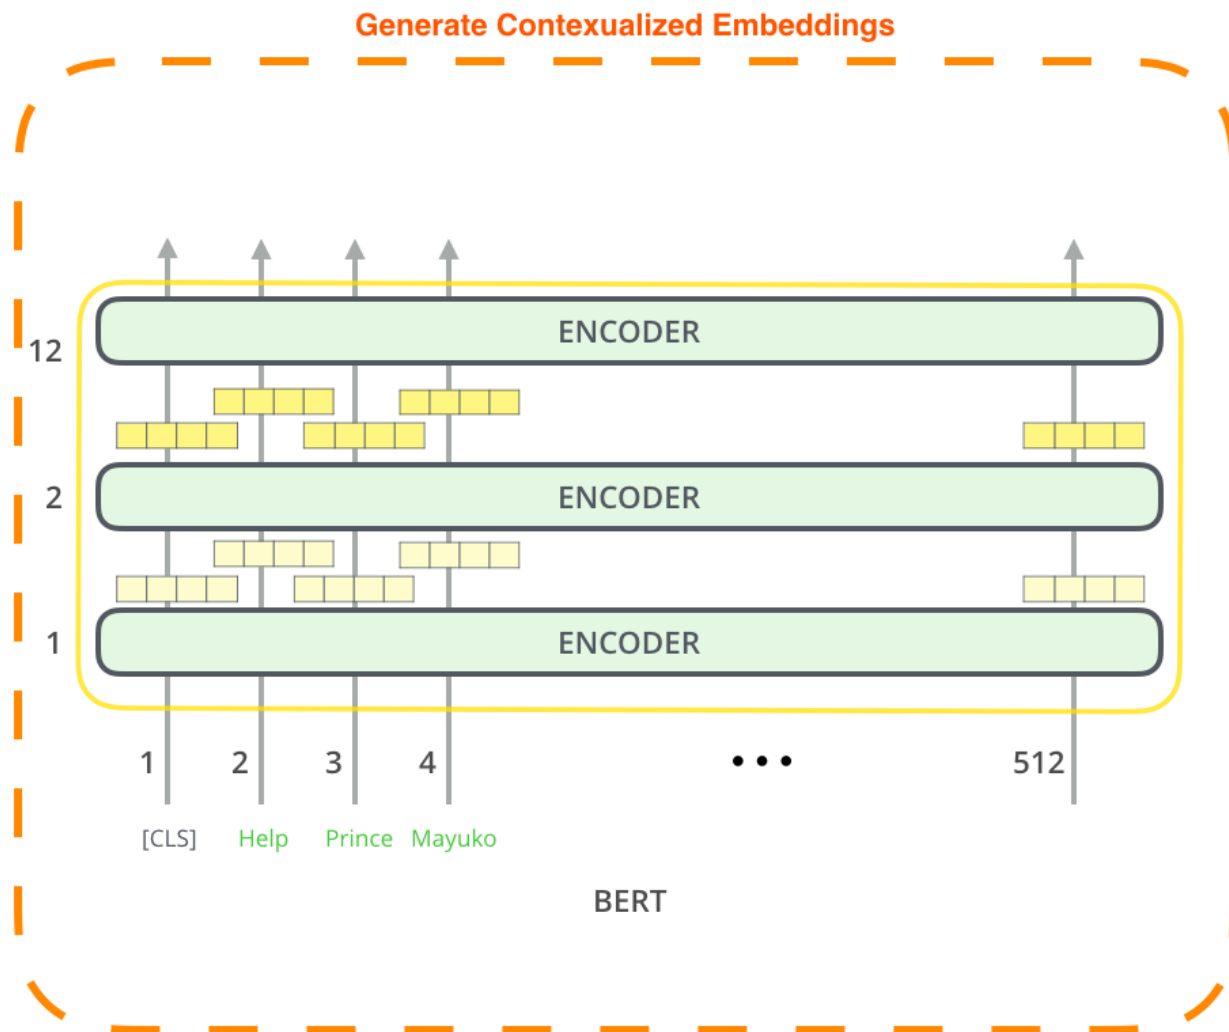 Generate Contexualized Embeddings
ENCODER
12
ENCODER
2
ENCODER
1
1 2 3 4 ••• 512
[CLS] Help Prince Mayuko
BERT